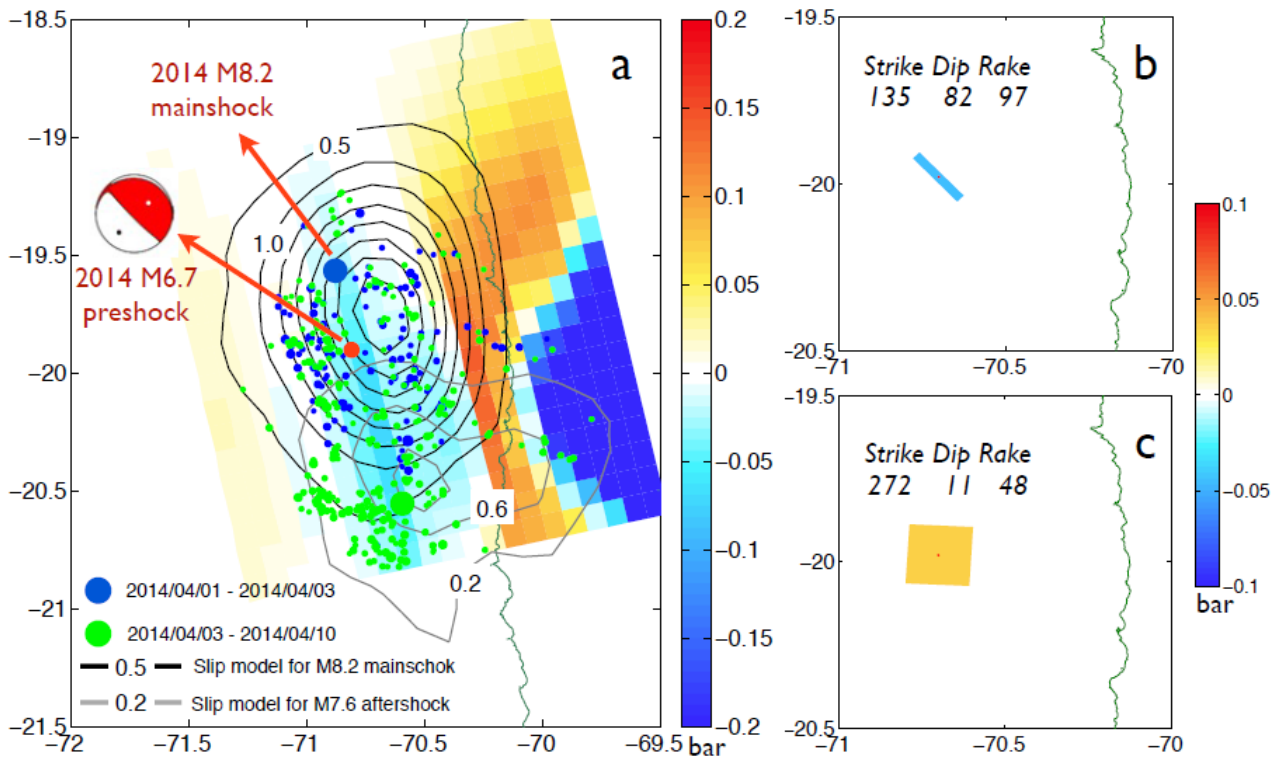 a
2014 M8.2
mainshock
2014 M6.7
preshock
0.5
1.0
0.6
0.2
2014/04/01 - 2014/04/03
2014/04/03 - 2014/04/10
0.5 Slip model for M8.2 mainschok
0.2 Slip model for M7.6 aftershock
−18.5
−19
−19.5
−20
−20.5
−21
−21.5
−72
−71.5
−71
−70.5
−70
−69.5
0.2
0.15
0.1
0.05
0
−0.05
−0.1
−0.15
−0.2
bar
b
Strike Dip Rake
135 82 97
−19.5
−20
−20.5
−71
−70.5
−70
c
Strike Dip Rake
272 11 48
−19.5
−20
−20.5
−71
−70.5
−70
0.1
0.05
0
−0.05
−0.1
bar